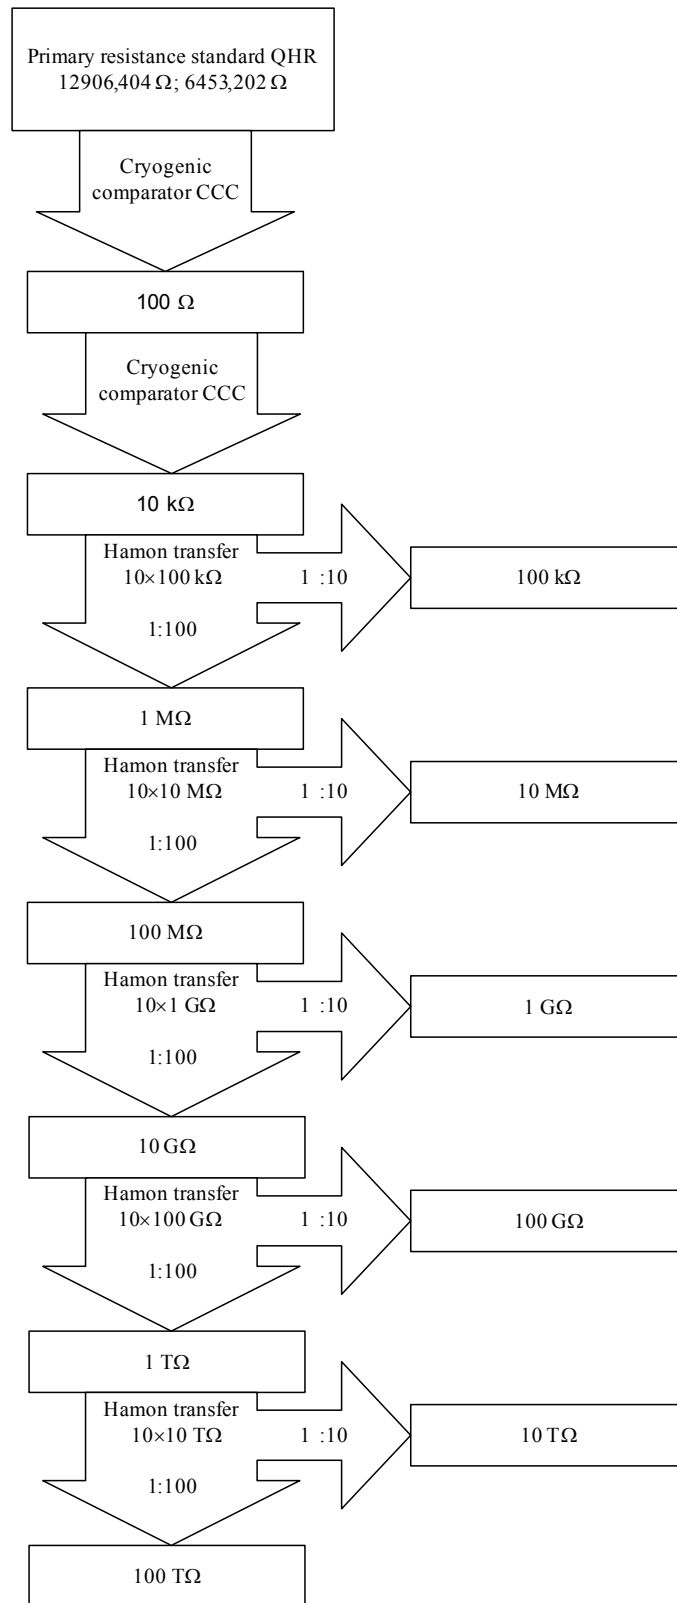 Primary resistance standard QHR
12906,404 Ω; 6453,202 Ω
Cryogenic
comparator CCC
100 Ω
Cryogenic
comparator CCC
10 kΩ
Hamon transfer
10×100 kΩ
1 :10
100 kΩ
1:100
1 MΩ
Hamon transfer
10×10 MΩ
1 :10
10 MΩ
1:100
100 MΩ
Hamon transfer
10×1 GΩ
1 :10
1 GΩ
1:100
10 GΩ
Hamon transfer
10×100 GΩ
1 :10
100 GΩ
1:100
1 TΩ
Hamon transfer
10×10 TΩ
1 :10
10 TΩ
1:100
100 TΩ